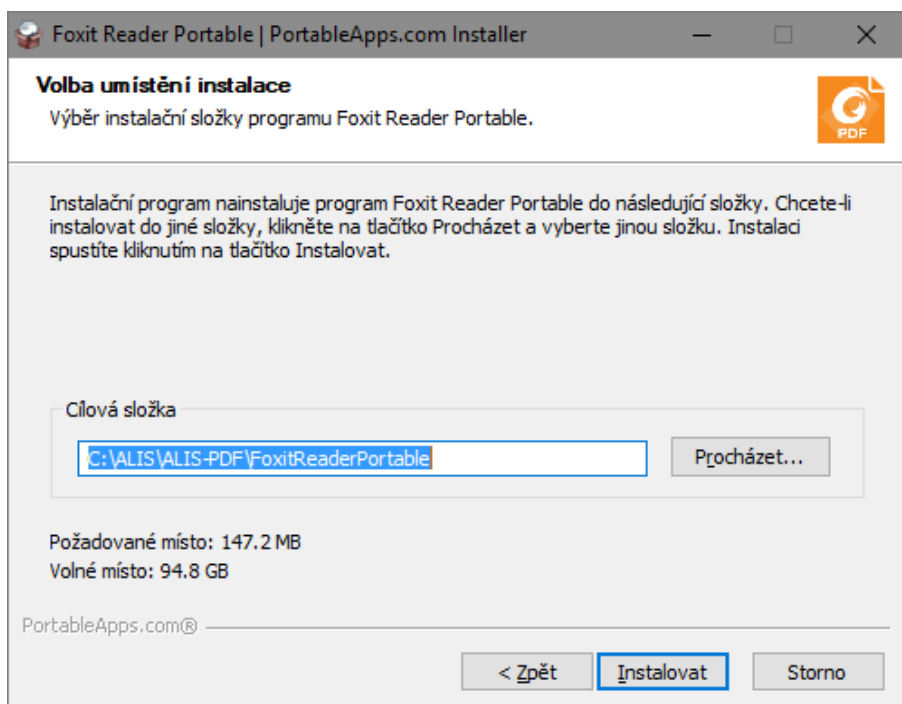 Foxit Reader Portable | PortableApps.com Installer
Volba umístění instalace
Výběr instalační složky programu Foxit Reader Portable.
PDF
Instalační program nainstaluje program Foxit Reader Portable do následující složky. Chcete-li
instalovat do jiné složky, klikněte na tlačítko Procházet a vyberte jinou složku. Instalaci
spustíte kliknutím na tlačítko Instalovat.
Cílová složka
C:\ALIS\ALIS-PDF\FoxitReaderPortable
Procházet...
Požadované místo: 147.2 MB
Volné místo: 94.8 GB
PortableApps.com®
< Zpět
Instalovat
Storno